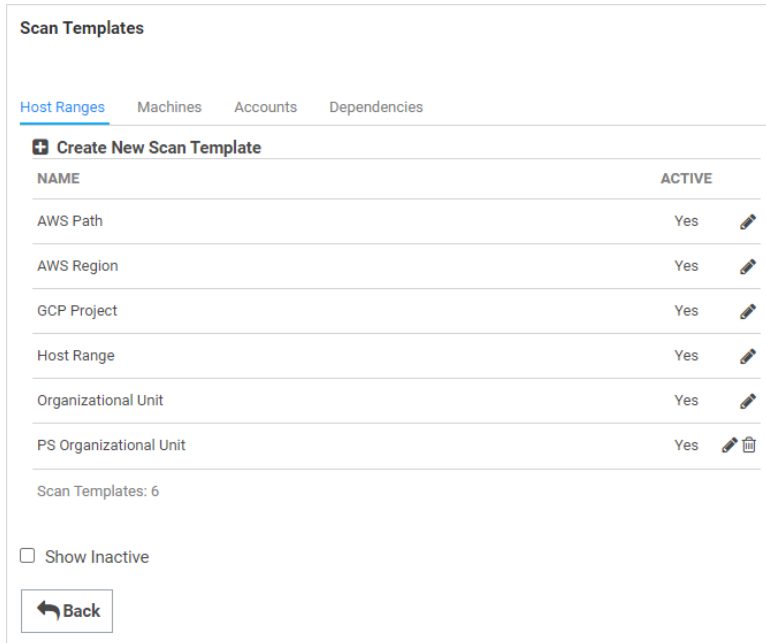 Scan Templates
Host Ranges Machines Accounts Dependencies
Create New Scan Template
NAME ACTIVE
AWS Path Yes
AWS Region Yes
GCP Project Yes
Host Range Yes
Organizational Unit Yes
PS Organizational Unit Yes
Scan Templates: 6
Show Inactive
Back